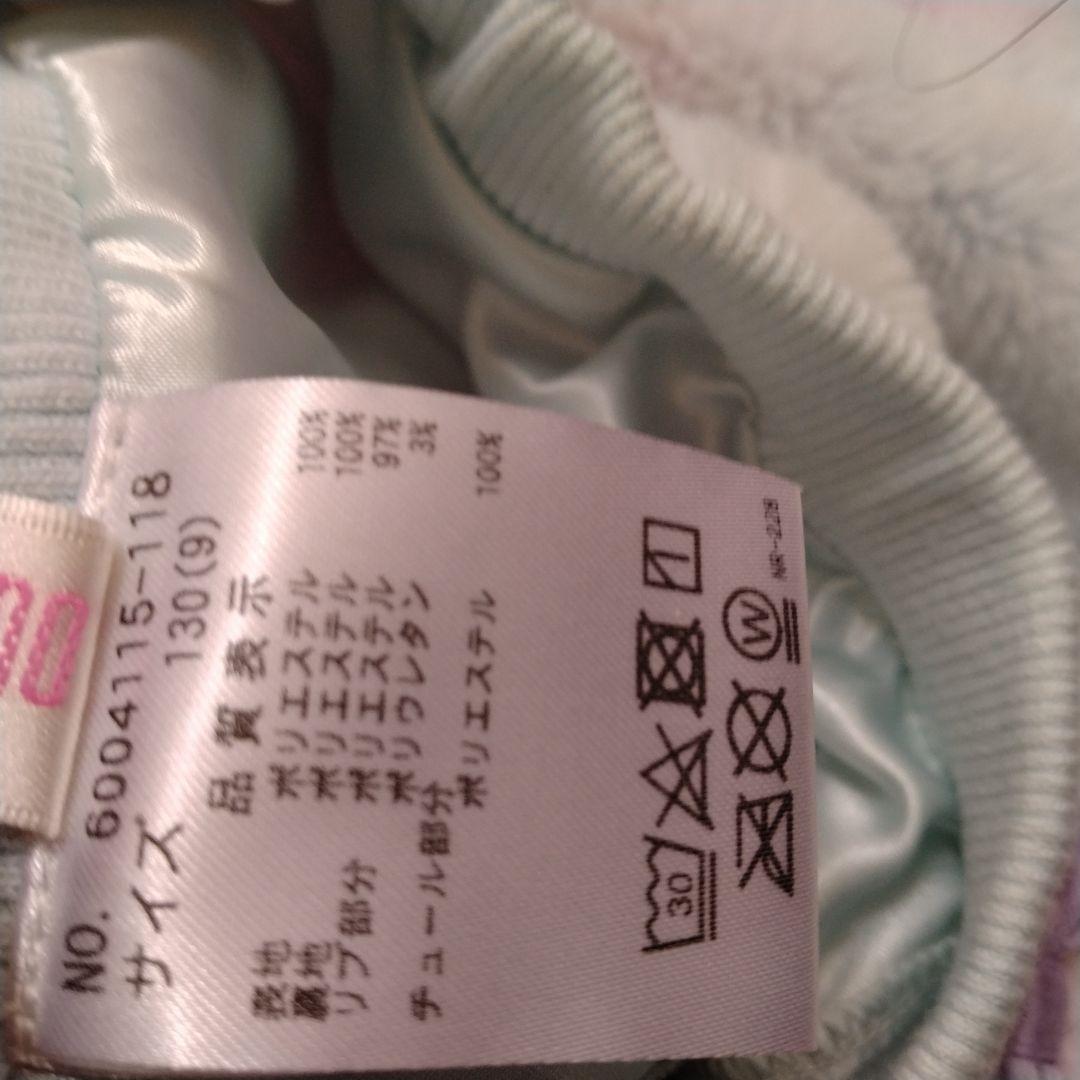 NO. 6004115-118
サイズ 130(9)
品質表示
表地 ポリエステル 100%
裏地 ポリエステル 100%
リブ部分 ポリエステル 97%
ポリウレタン 3%
チュール部分
ポリエステル 100%
30
W
NR-228